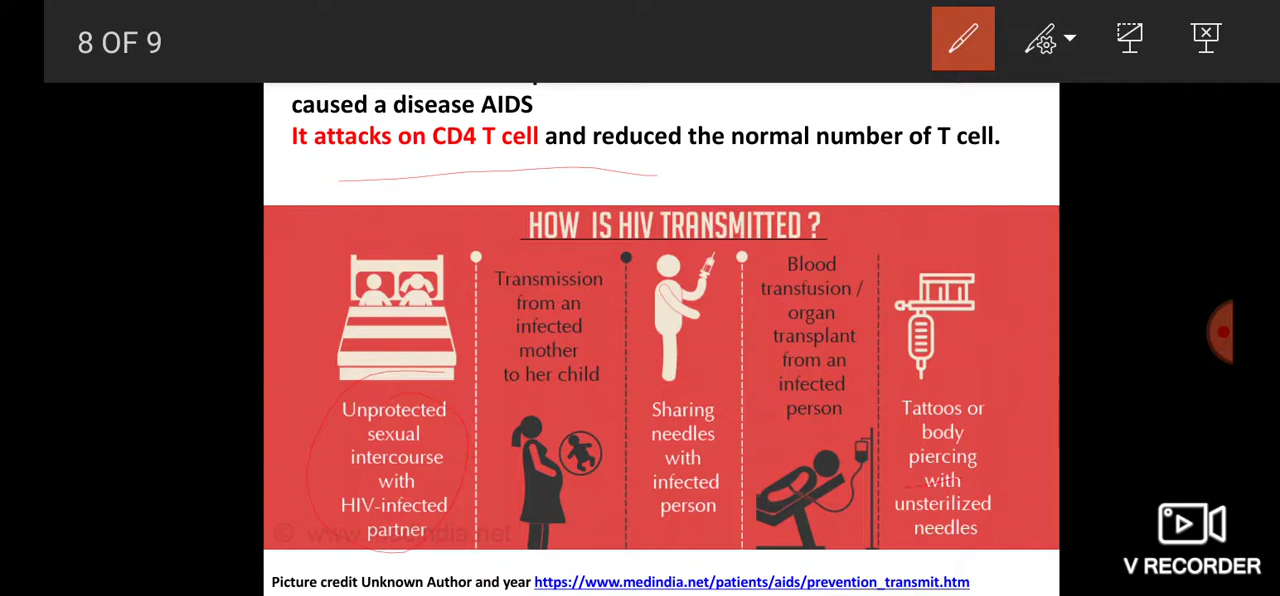 8 OF 9
caused a disease AIDS
It attacks on CD4 T cell and reduced the normal number of T cell.
HOW IS HIV TRANSMITTED ?
Unprotected
sexual
intercourse
with
HIV-infected
partner
Transmission
from an
infected
mother
to her child
Sharing
needles
with
infected
person
Blood
transfusion /
organ
transplant
from an
infected
person
Tattoos or
body
piercing
with
unsterilized
needles
Picture credit Unknown Author and year https://www.medindia.net/patients/aids/prevention_transmit.htm
V RECORDER